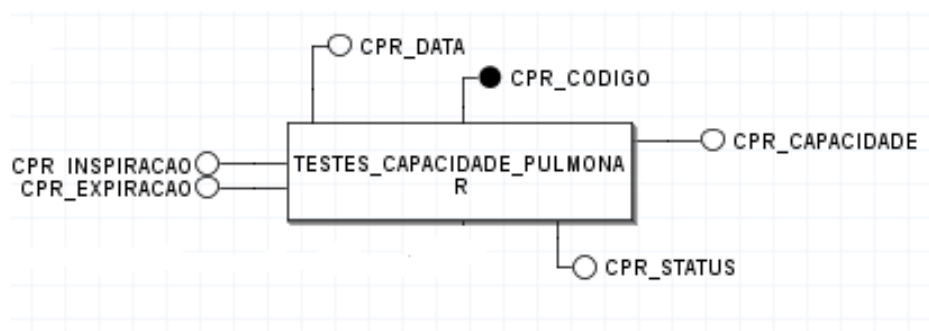 CPR_DATA
CPR_CODIGO
CPR_CAPACIDADE
CPR_INSPIRACAO
CPR_EXPIRACAO
TESTES_CAPACIDADE_PULMONA
R
CPR_STATUS